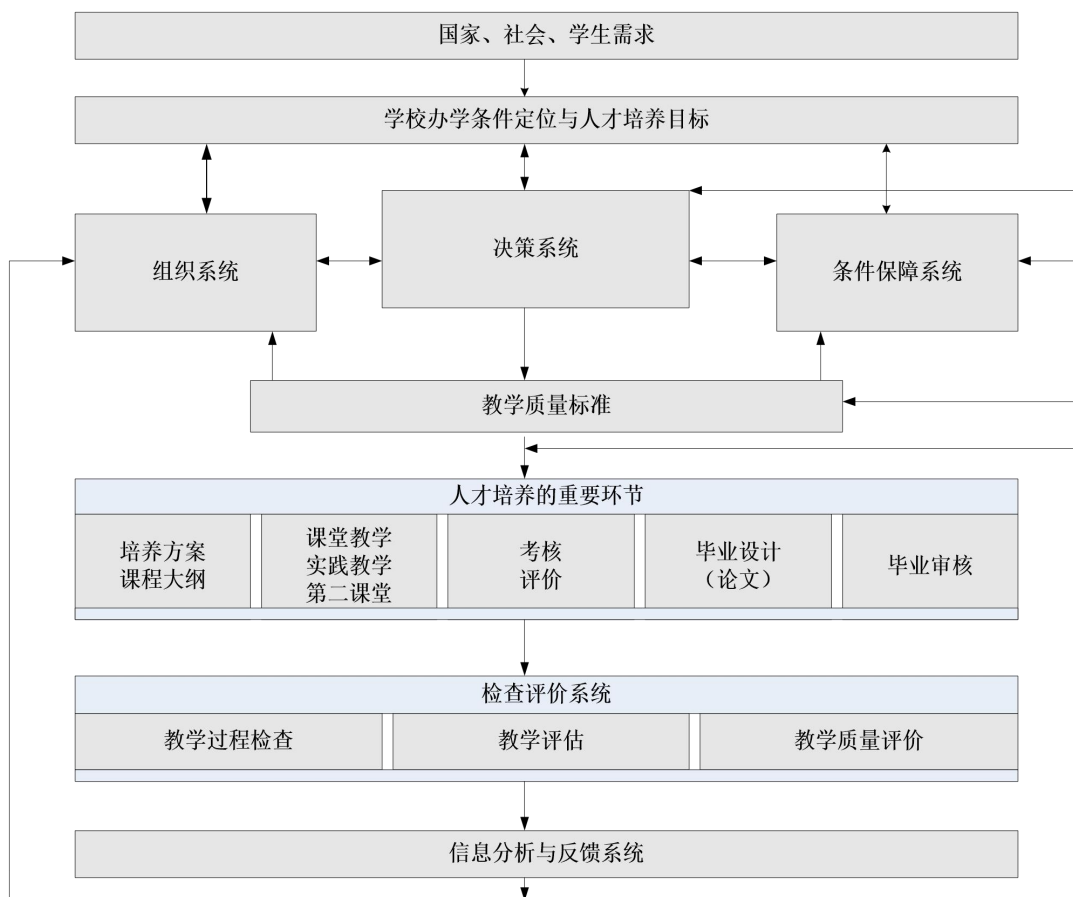 国家、社会、学生需求
学校办学条件定位与人才培养目标
组织系统
决策系统
条件保障系统
教学质量标准
人才培养的重要环节
培养方案
课程大纲
课堂教学
实践教学
第二课堂
考核
评价
毕业设计
（论文）
毕业审核
检查评价系统
教学过程检查
教学评估
教学质量评价
信息分析与反馈系统